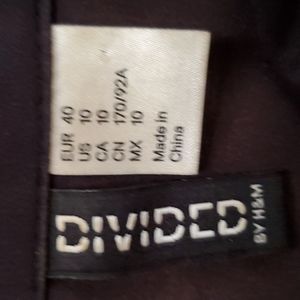 EUR 40
US 10
CA 10
CN 170/92A
MX 10
Made in
China
DIVIDED
BY H&M